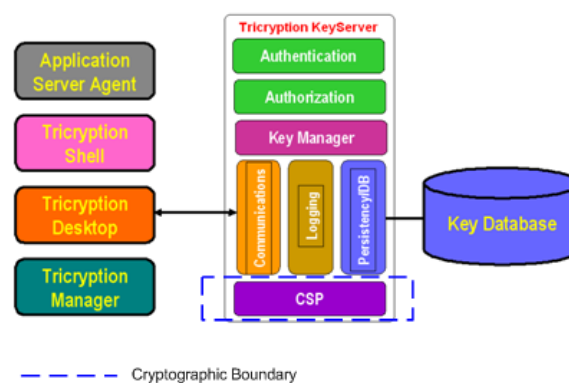 Tricryption KeyServer
Authentication
Authorization
Key Manager
Communications
Logging
Persistency/DB
CSP
Application
Server Agent
Tricryption
Shell
Tricryption
Desktop
Tricryption
Manager
Key Database
Cryptographic Boundary